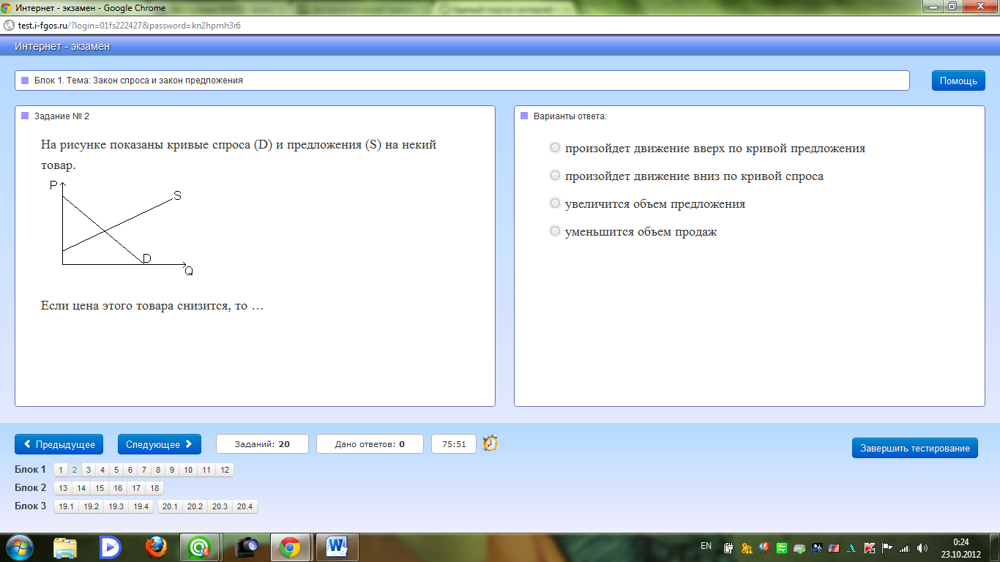 Интернет - экзамен - Google Chrome
test.i-fgos.ru/?login=01fs222427&password=kn2hpmh3r6
Интернет - экзамен
Блок 1. Тема: Закон спроса и закон предложения
Помощь
Задание № 2
На рисунке показаны кривые спроса (D) и предложения (S) на некий
товар.
P
S
D
Q
Если цена этого товара снизится, то …
Варианты ответа:
произойдет движение вверх по кривой предложения
произойдет движение вниз по кривой спроса
увеличится объем предложения
уменьшится объем продаж
Предыдущее
Следующее
Заданий: 20
Дано ответов: 0
75:51
Завершить тестирование
Блок 1 1 2 3 4 5 6 7 8 9 10 11 12
Блок 2 13 14 15 16 17 18
Блок 3 19.1 19.2 19.3 19.4 20.1 20.2 20.3 20.4
EN
0:24
23.10.2012